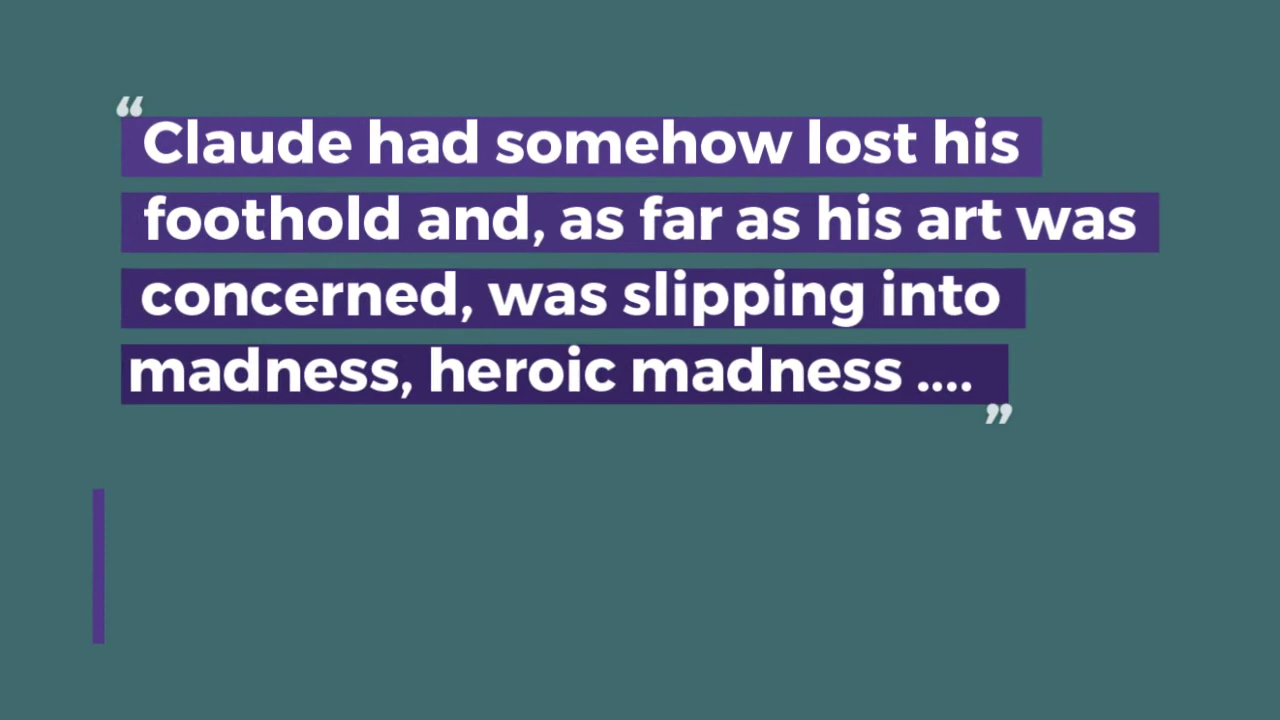 “Claude had somehow lost his
foothold and, as far as his art was
concerned, was slipping into
madness, heroic madness ....”